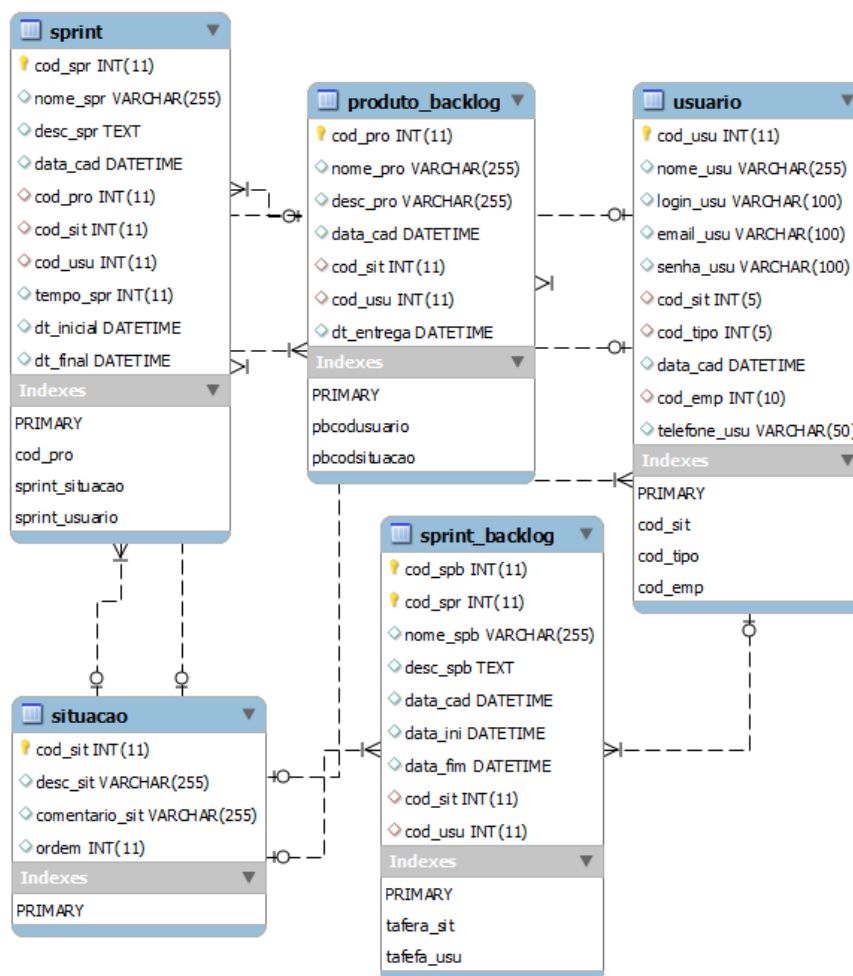 sprint
cod_spr INT(11)
nome_spr VARCHAR(255)
desc_spr TEXT
data_cad DATETIME
cod_pro INT(11)
cod_sit INT(11)
cod_usu INT(11)
tempo_spr INT(11)
dt_inicial DATETIME
dt_final DATETIME
Indexes
PRIMARY
cod_pro
sprint_situacao
sprint_usuario
produto_backlog
cod_pro INT(11)
nome_pro VARCHAR(255)
desc_pro VARCHAR(255)
data_cad DATETIME
cod_sit INT(11)
cod_usu INT(11)
dt_entrega DATETIME
Indexes
PRIMARY
pbcodusuario
pbcodsituacao
usuario
cod_usu INT(11)
nome_usu VARCHAR(255)
login_usu VARCHAR(100)
email_usu VARCHAR(100)
senha_usu VARCHAR(100)
cod_sit INT(5)
cod_tipo INT(5)
data_cad DATETIME
cod_emp INT(10)
telefone_usu VARCHAR(50)
Indexes
PRIMARY
cod_sit
cod_tipo
cod_emp
situacao
cod_sit INT(11)
desc_sit VARCHAR(255)
comentario_sit VARCHAR(255)
ordem INT(11)
Indexes
PRIMARY
sprint_backlog
cod_spb INT(11)
cod_spr INT(11)
nome_spb VARCHAR(255)
desc_spb TEXT
data_cad DATETIME
data_ini DATETIME
data_fim DATETIME
cod_sit INT(11)
cod_usu INT(11)
Indexes
PRIMARY
tafera_sit
tafefa_usu